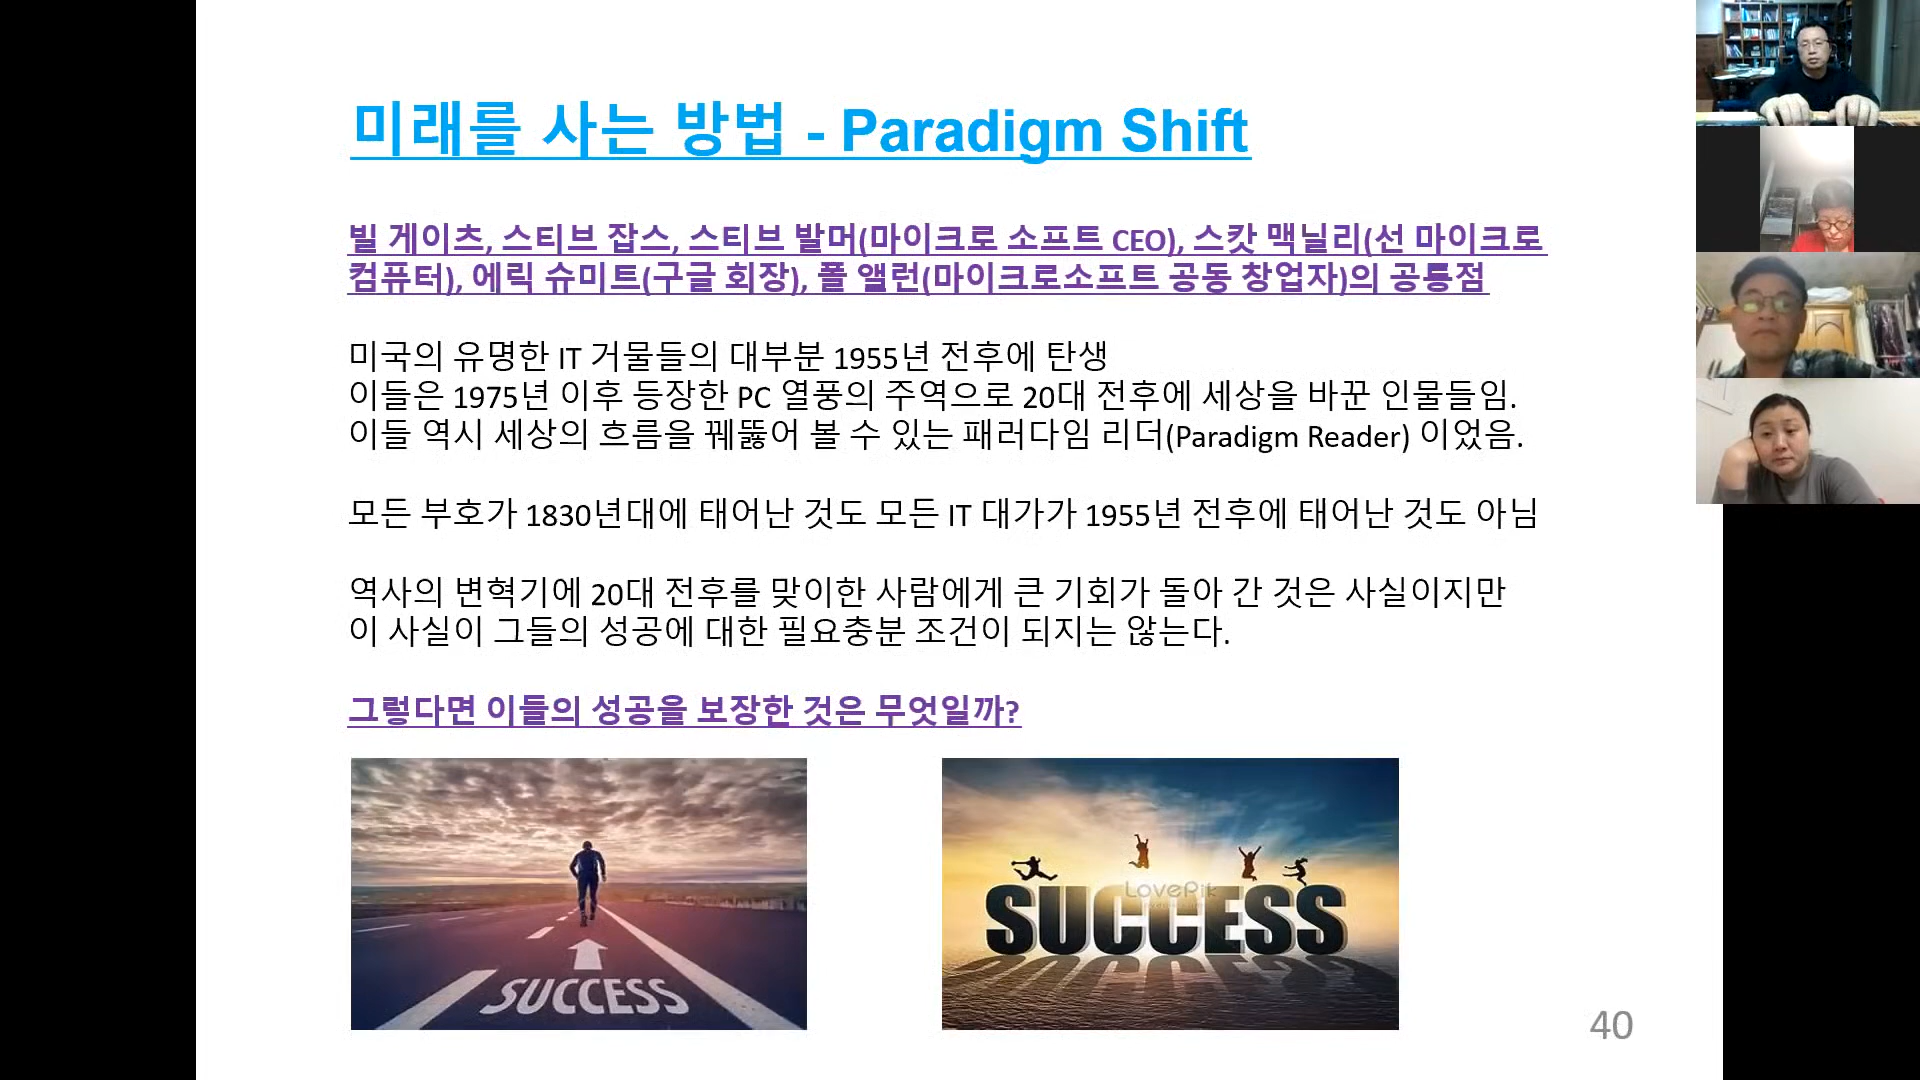 미래를 사는 방법 - Paradigm Shift
빌 게이츠, 스티브 잡스, 스티브 발머(마이크로 소프트 CEO), 스캇 맥닐리(선 마이크로
컴퓨터), 에릭 슈미트(구글 회장), 폴 앨런(마이크로소프트 공동 창업자)의 공통점
미국의 유명한 IT 거물들의 대부분 1955년 전후에 탄생
이들은 1975년 이후 등장한 PC 열풍의 주역으로 20대 전후에 세상을 바꾼 인물들임.
이들 역시 세상의 흐름을 꿰뚫어 볼 수 있는 패러다임 리더(Paradigm Reader) 이었음.
모든 부호가 1830년대에 태어난 것도 모든 IT 대가가 1955년 전후에 태어난 것도 아님
역사의 변혁기에 20대 전후를 맞이한 사람에게 큰 기회가 돌아 간 것은 사실이지만
이 사실이 그들의 성공에 대한 필요충분 조건이 되지는 않는다.
그렇다면 이들의 성공을 보장한 것은 무엇일까?
SUCCESS
LovePik
SUCCESS
40